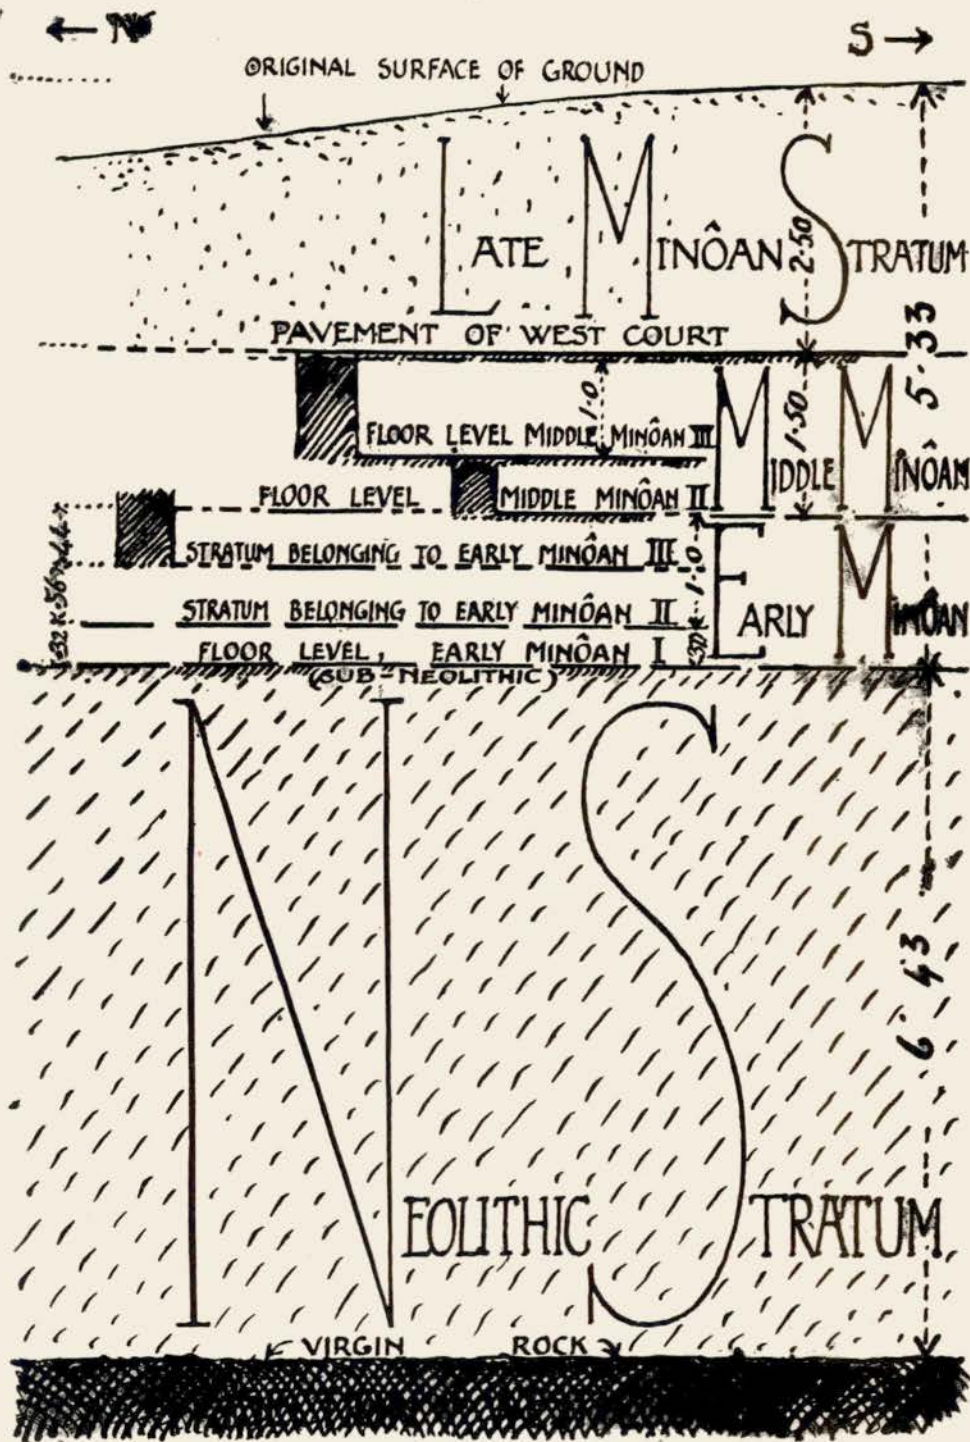 ← N S →
ORIGINAL SURFACE OF GROUND
LATE MINÔAN STRATUM
2·50
5·33
PAVEMENT OF WEST COURT
1·0
1·50
FLOOR LEVEL MIDDLE MINÔAN III
MIDDLE MINÔAN
FLOOR LEVEL MIDDLE MINÔAN II
STRATUM BELONGING TO EARLY MINÔAN III
1·0
STRATUM BELONGING TO EARLY MINÔAN II
EARLY MINÔAN
FLOOR LEVEL, EARLY MINÔAN I
(SUB-NEOLITHIC)
6·43
NEOLITHIC STRATUM
VIRGIN ROCK